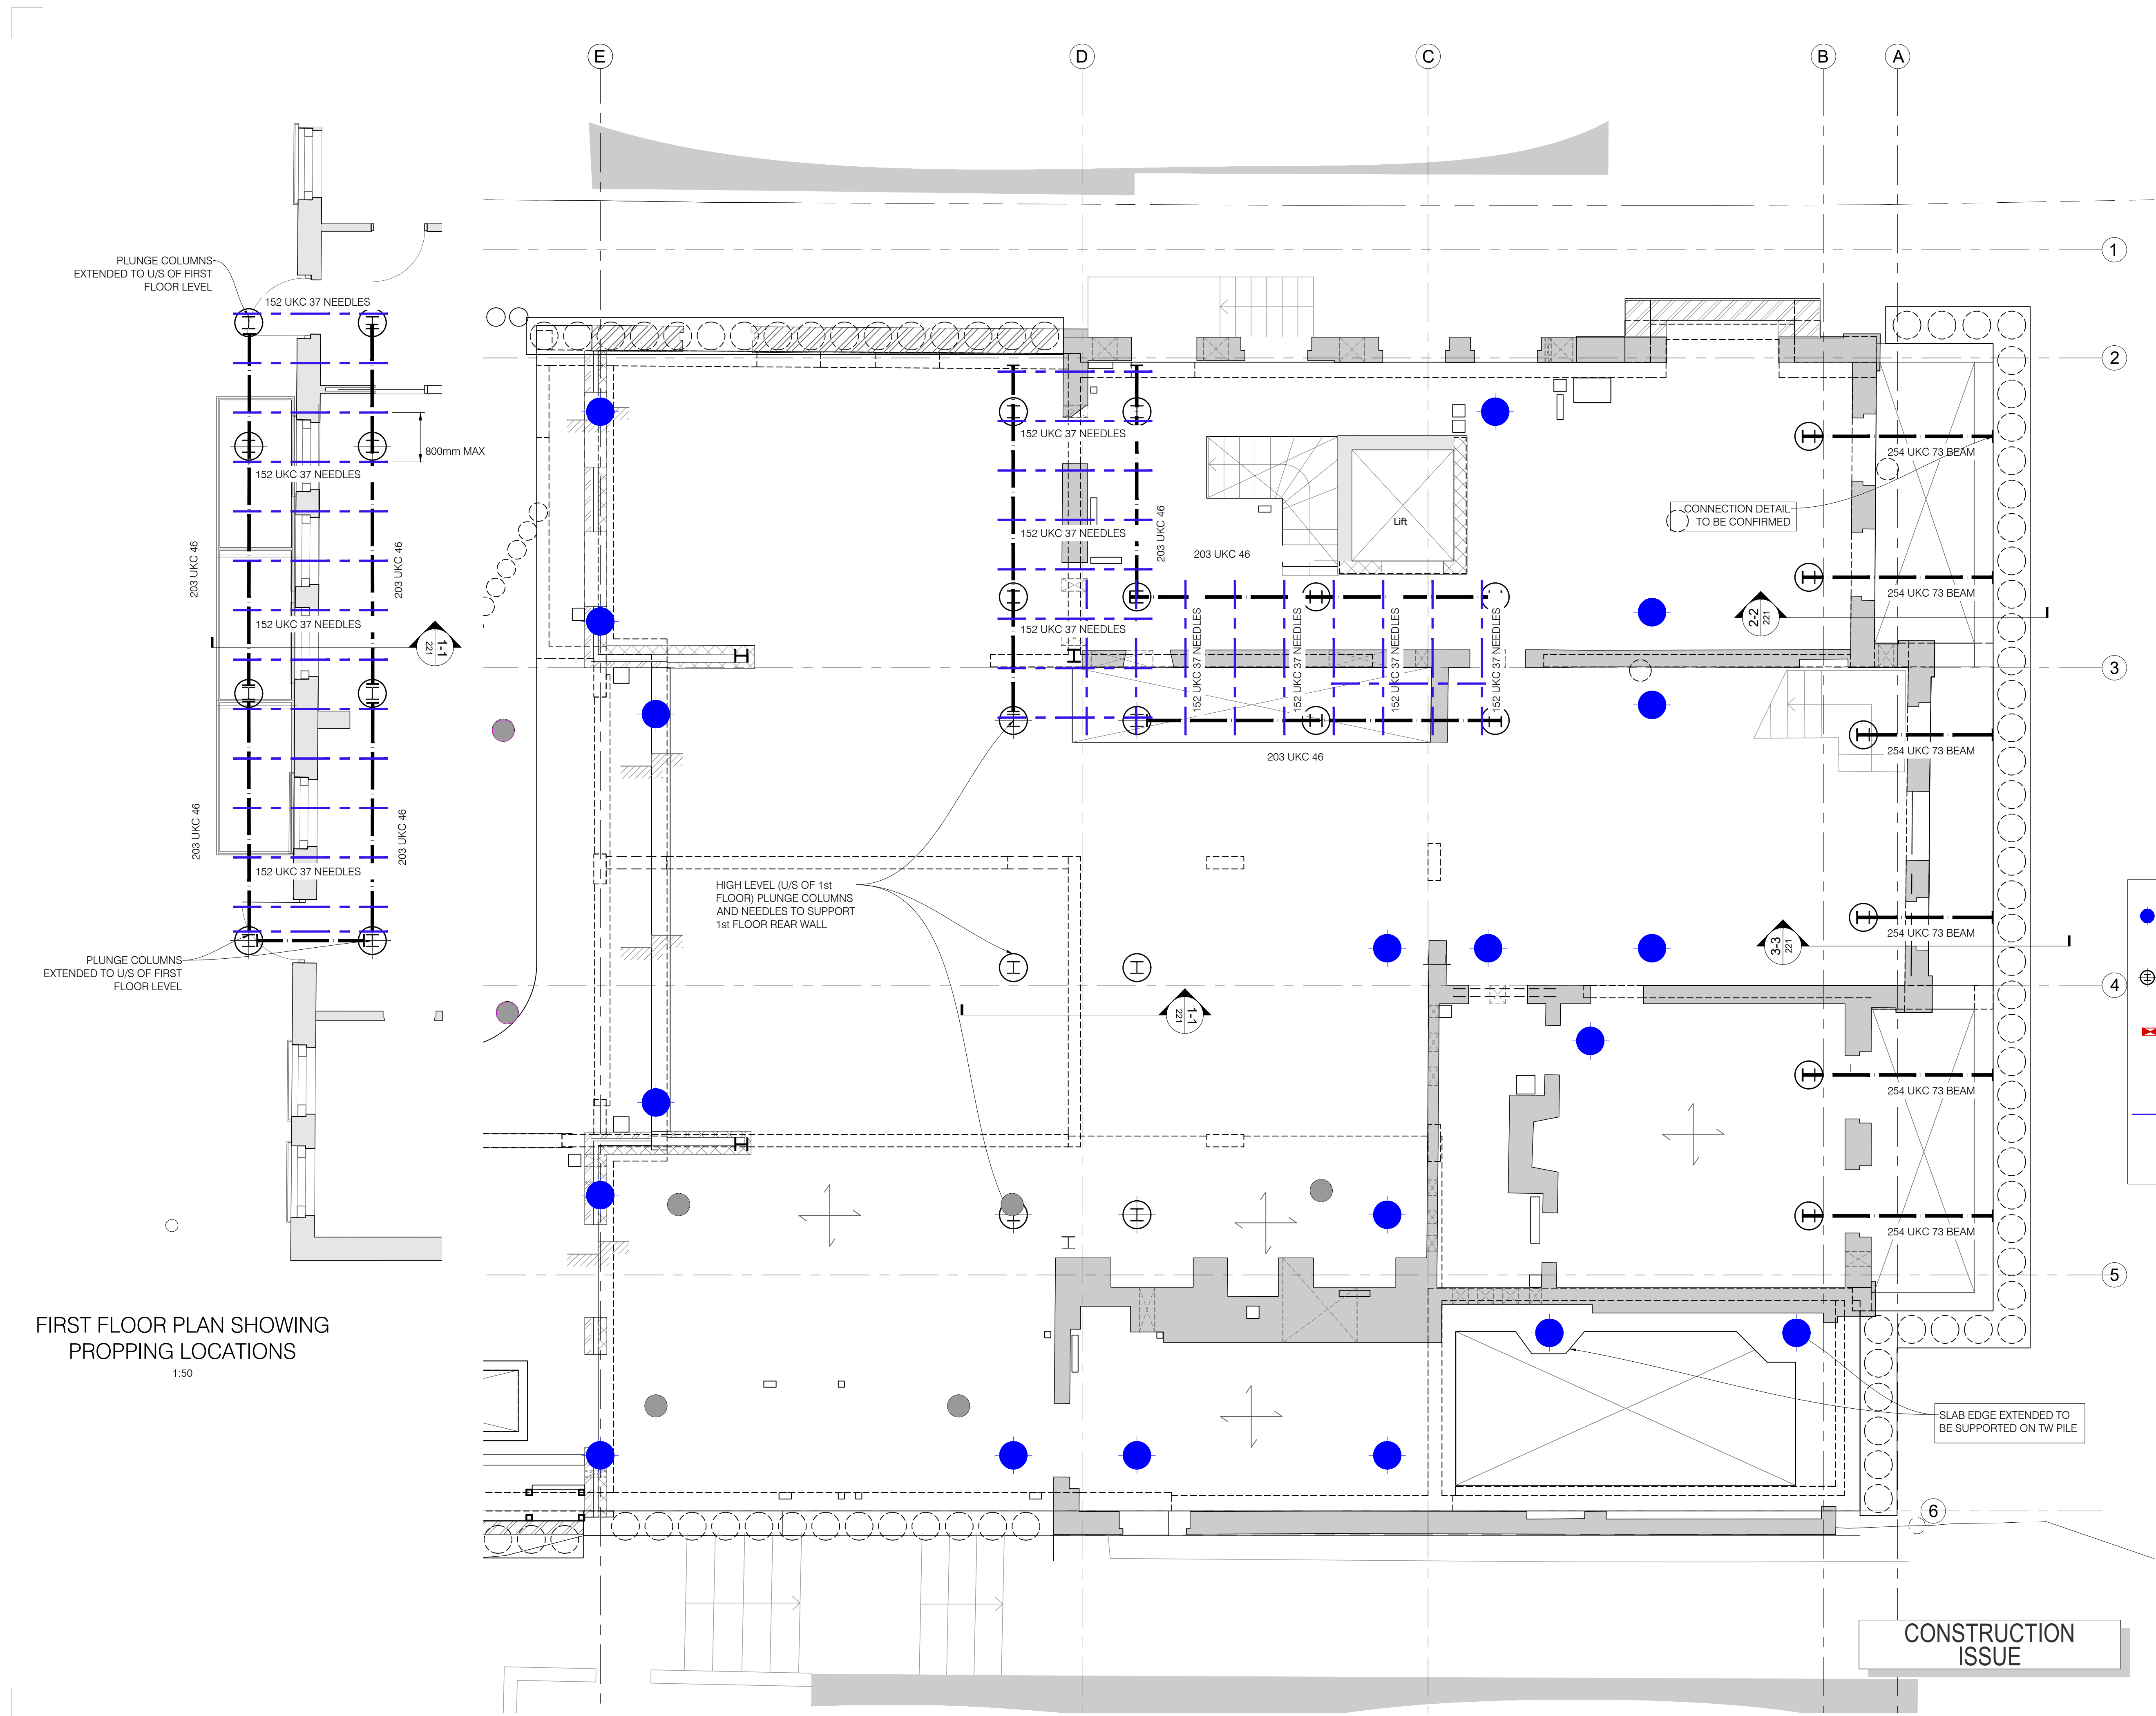 E
D
C
B
A
1
PLUNGE COLUMNS
EXTENDED TO U/S OF FIRST
FLOOR LEVEL
152 UKC 37 NEEDLES
2
800mm MAX
152 UKC 37 NEEDLES
203 UKC 46
203 UKC 46
152 UKC 37 NEEDLES
1-1
221
203 UKC 46
203 UKC 46
152 UKC 37 NEEDLES
PLUNGE COLUMNS
EXTENDED TO U/S OF FIRST
FLOOR LEVEL
FIRST FLOOR PLAN SHOWING
PROPPING LOCATIONS
1:50
152 UKC 37 NEEDLES
152 UKC 37 NEEDLES
203 UKC 46
203 UKC 46
152 UKC 37 NEEDLES
Lift
152 UKC 37 NEEDLES
152 UKC 37 NEEDLES
152 UKC 37 NEEDLES
152 UKC 37 NEEDLES
203 UKC 46
254 UKC 73 BEAM
CONNECTION DETAIL
TO BE CONFIRMED
254 UKC 73 BEAM
2-2
221
3
254 UKC 73 BEAM
HIGH LEVEL (U/S OF 1st
FLOOR) PLUNGE COLUMNS
AND NEEDLES TO SUPPORT
1st FLOOR REAR WALL
254 UKC 73 BEAM
3-3
221
4
1-1
221
254 UKC 73 BEAM
254 UKC 73 BEAM
5
SLAB EDGE EXTENDED TO
BE SUPPORTED ON TW PILE
6
CONSTRUCTION
ISSUE